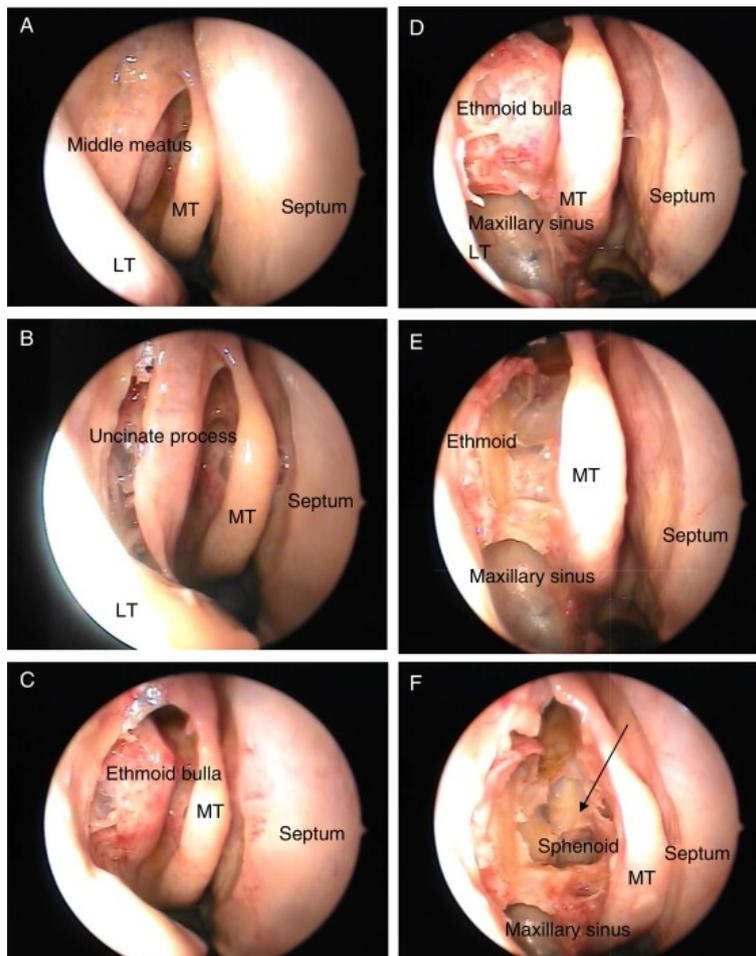 A
Middle meatus
MT
Septum
LT
B
Uncinate process
MT
Septum
LT
C
Ethmoid bulla
MT
Septum
D
Ethmoid bulla
MT
Septum
Maxillary sinus
LT
E
Ethmoid
MT
Septum
Maxillary sinus
F
Sphenoid
MT
Septum
Maxillary sinus